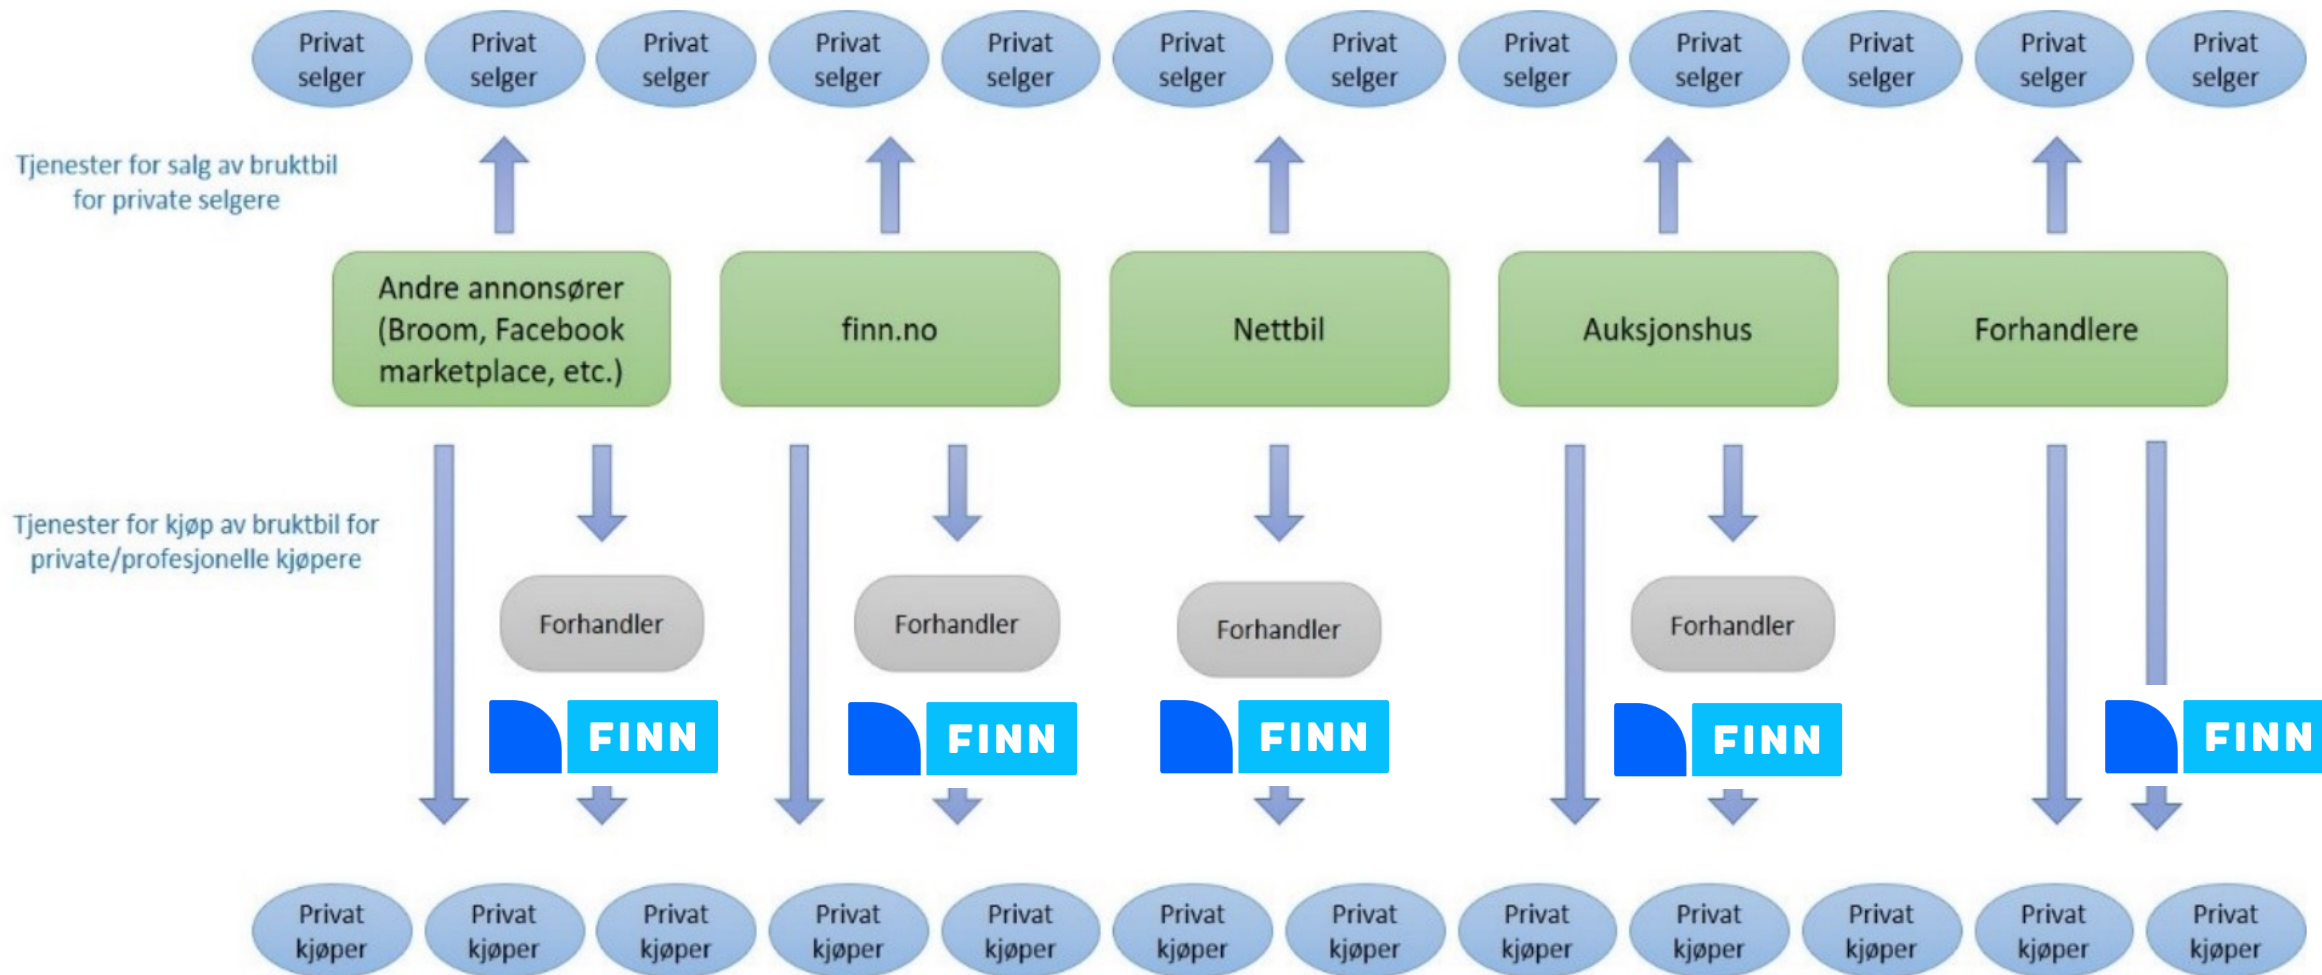 Privat
selger
Privat
selger
Privat
selger
Privat
selger
Privat
selger
Privat
selger
Privat
selger
Privat
selger
Privat
selger
Privat
selger
Privat
selger
Privat
selger
Tjenester for salg av bruktbil
for private selgere
Andre annonsører
(Broom, Facebook
marketplace, etc.)
finn.no
Nettbil
Auksjonshus
Forhandlere
Tjenester for kjøp av bruktbil for
private/profesjonelle kjøpere
Forhandler
Forhandler
Forhandler
Forhandler
FINN
FINN
FINN
FINN
FINN
Privat
kjøper
Privat
kjøper
Privat
kjøper
Privat
kjøper
Privat
kjøper
Privat
kjøper
Privat
kjøper
Privat
kjøper
Privat
kjøper
Privat
kjøper
Privat
kjøper
Privat
kjøper